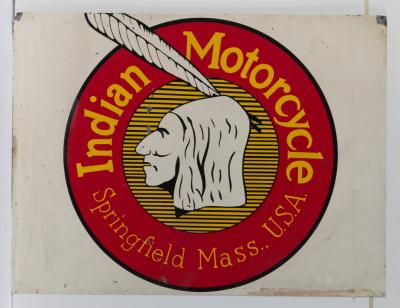 Indian Motorcycle
Springfield Mass., U.S.A.